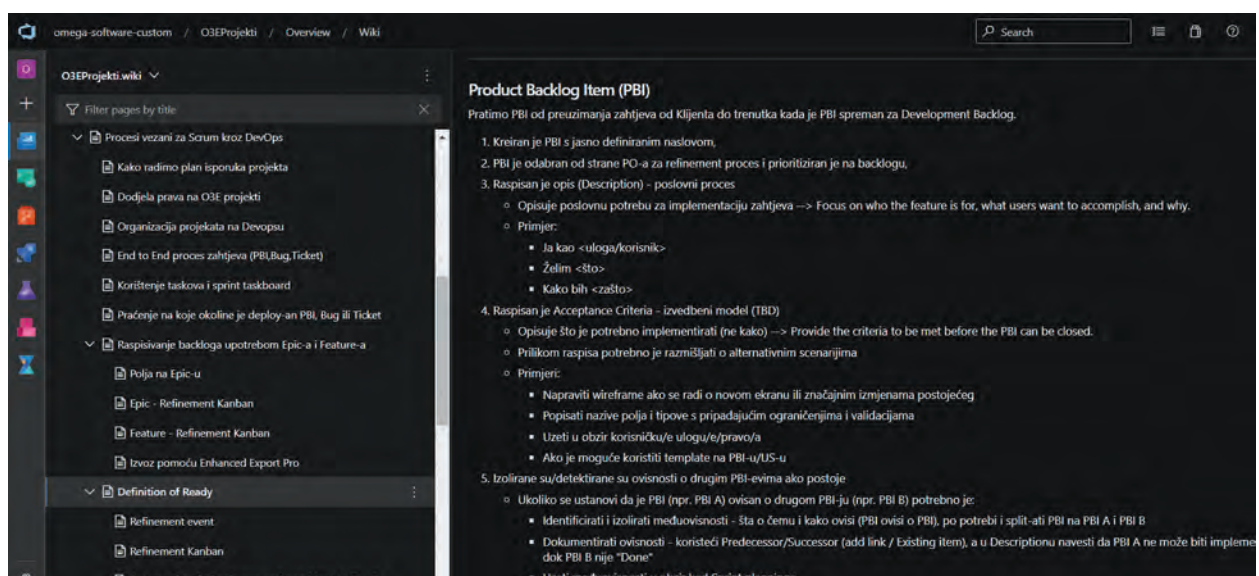 omega-software-custom / O3EProjekti / Overview / Wiki
Search
O3EProjekti.wiki
Filter pages by title
Procesi vezani za Scrum kroz DevOps
Kako radimo plan isporuka projekta
Dodjela prava na O3E projekti
Organizacija projekata na Devopsu
End to End proces zahtjeva (PBI,Bug,Ticket)
Korištenje taskova i sprint taskboard
Praćenje na koje okoline je deploy-an PBI, Bug ili Ticket
Raspisivanje backloga upotrebom Epic-a i Feature-a
Polja na Epic-u
Epic - Refinement Kanban
Feature - Refinement Kanban
Izvoz pomoću Enhanced Export Pro
Definition of Ready
Refinement event
Refinement Kanban
Product Backlog Item (PBI)
Pratimo PBI od preuzimanja zahtjeva od Klijenta do trenutka kada je PBI spreman za Development Backlog.
1. Kreiran je PBI s jasno definiranim naslovom,
2. PBI je odabran od strane PO-a za refinement proces i prioritiziran je na backlogu,
3. Raspisan je opis (Description) - poslovni proces
Opisuje poslovnu potrebu za implementaciju zahtjeva --> Focus on who the feature is for, what users want to accomplish, and why.
Primjer:
Ja kao <uloga/korisnik>
Želim <što>
Kako bih <zašto>
4. Raspisan je Acceptance Criteria - izvedbeni model (TBD)
Opisuje što je potrebno implementirati (ne kako) --> Provide the criteria to be met before the PBI can be closed.
Prilikom raspisa potrebno je razmišljati o alternativnim scenarijima
Primjeri:
Napraviti wireframe ako se radi o novom ekranu ili značajnim izmjenama postojećeg
Popisati nazive polja i tipove s pripadajućim ograničenjima i validacijama
Uzeti u obzir korisničku/e ulogu/e/pravo/a
Ako je moguće koristiti template na PBI-u/US-u
5. Izolirane su/detektirane su ovisnosti o drugim PBI-evima ako postoje
Ukoliko se ustanovi da je PBI (npr. PBI A) ovisan o drugom PBI-ju (npr. PBI B) potrebno je:
Identificirati i izolirati međuovisnosti - šta o čemu i kako ovisi (PBI ovisi o PBI), po potrebi i split-ati PBI na PBI A i PBI B
Dokumentirati ovisnosti - koristeći Predecessor/Successor (add link / Existing item), a u Descriptionu navesti da PBI A ne može biti impleme
dok PBI B nije "Done"